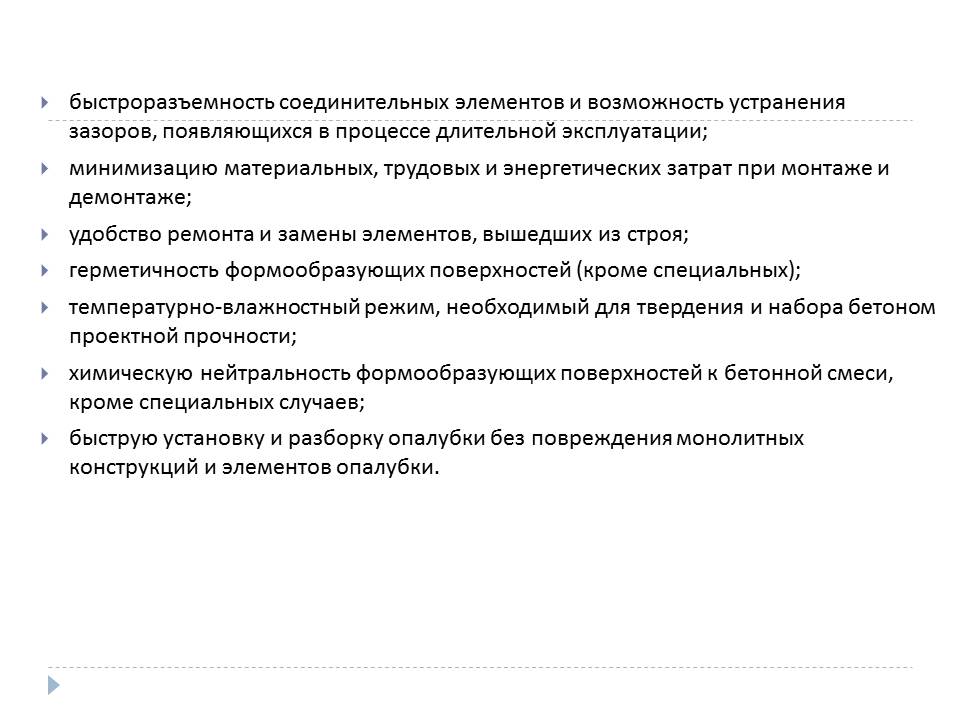 быстроразъемность соединительных элементов и возможность устранения
зазоров, появляющихся в процессе длительной эксплуатации;
минимизацию материальных, трудовых и энергетических затрат при монтаже и
демонтаже;
удобство ремонта и замены элементов, вышедших из строя;
герметичность формообразующих поверхностей (кроме специальных);
температурно-влажностный режим, необходимый для твердения и набора бетоном
проектной прочности;
химическую нейтральность формообразующих поверхностей к бетонной смеси,
кроме специальных случаев;
быструю установку и разборку опалубки без повреждения монолитных
конструкций и элементов опалубки.